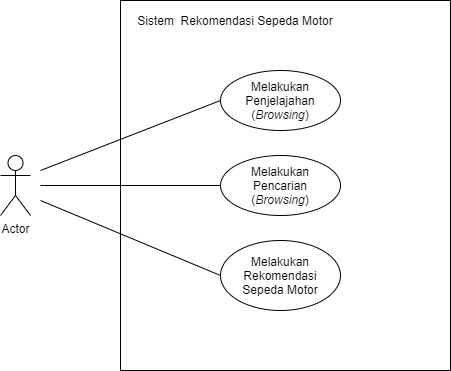 Sistem Rekomendasi Sepeda Motor
Melakukan
Penjelajahan
(Browsing)
Melakukan
Pencarian
(Browsing)
Actor
Melakukan
Rekomendasi
Sepeda Motor